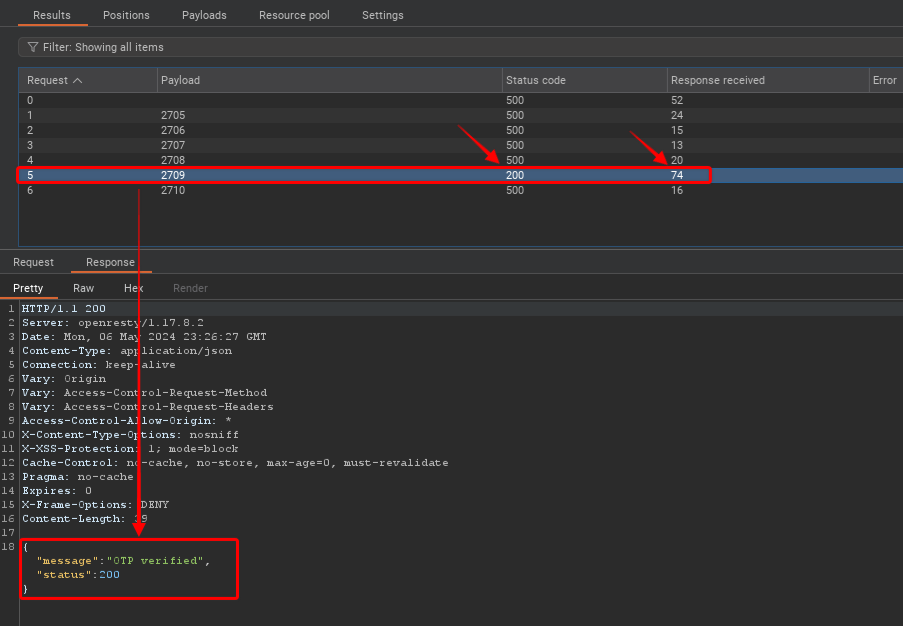 Results Positions Payloads Resource pool Settings
Filter: Showing all items
Request Payload Status code Response received Error
0 500 52
1 2705 500 24
2 2706 500 15
3 2707 500 13
4 2708 500 20
5 2709 200 74
6 2710 500 16
Request Response
Pretty Raw Hex Render
1 HTTP/1.1 200
2 Server: openresty/1.17.8.2
3 Date: Mon, 06 May 2024 23:26:27 GMT
4 Content-Type: application/json
5 Connection: keep-alive
6 Vary: Origin
7 Vary: Access-Control-Request-Method
8 Vary: Access-Control-Request-Headers
9 Access-Control-Allow-Origin: *
10 X-Content-Type-Options: nosniff
11 X-XSS-Protection: 1; mode=block
12 Cache-Control: no-cache, no-store, max-age=0, must-revalidate
13 Pragma: no-cache
14 Expires: 0
15 X-Frame-Options: DENY
16 Content-Length: 39
17
18 {
"message":"OTP verified",
"status":200
}